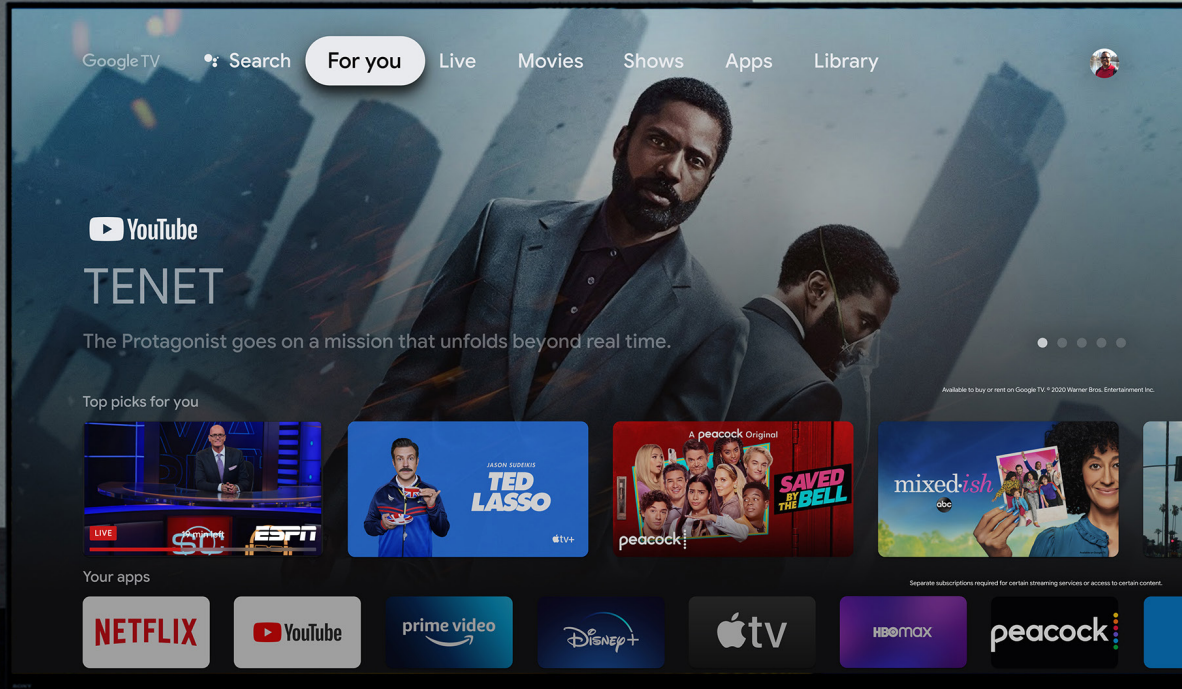 Google TV
Search
For you
Live
Movies
Shows
Apps
Library
YouTube
TENET
The Protagonist goes on a mission that unfolds beyond real time.
Available to buy or rent on Google TV. © 2020 Warner Bros. Entertainment Inc.
Top picks for you
LIVE
19 min left
ESPN
JASON SUDEIKIS
TED
LASSO
tv+
A peacock Original
SAVED
BY THE
BELL
peacock
mixed-ish
abc
Your apps
Separate subscriptions required for certain streaming services or access to certain content.
NETFLIX
YouTube
prime video
Disney+
tv
HBOMAX
peacock